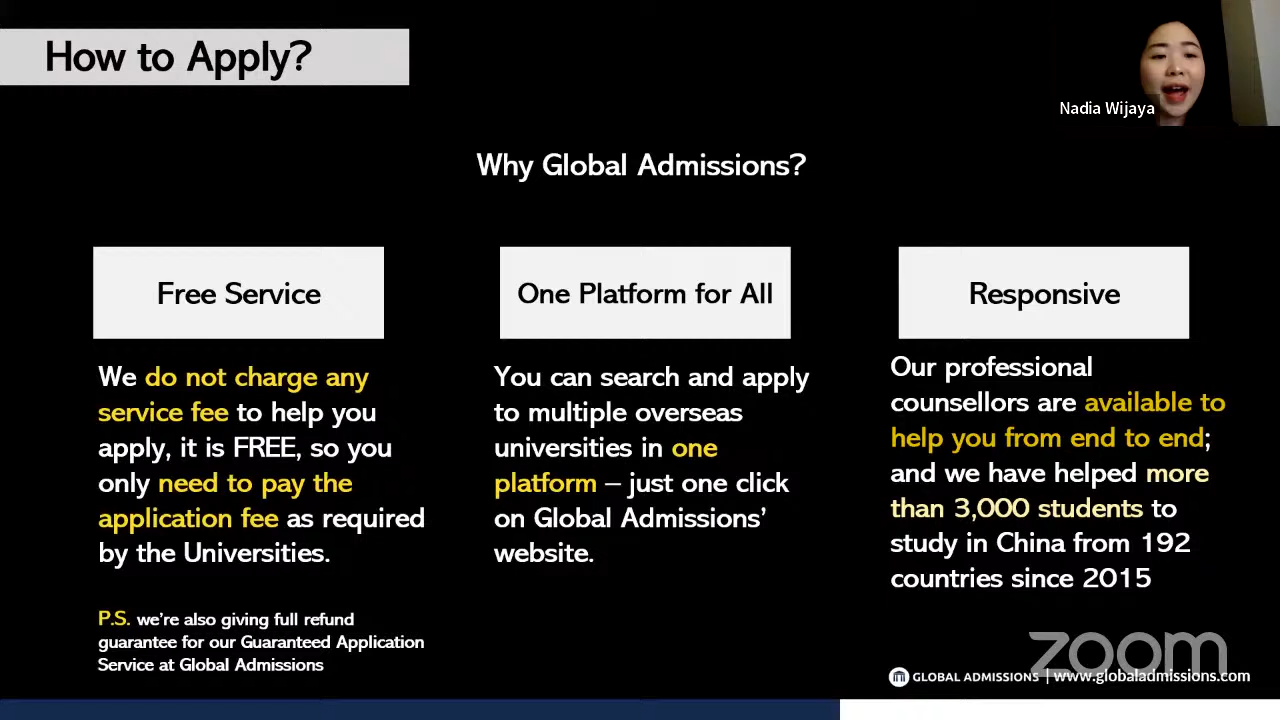 How to Apply?
Nadia Wijaya
Why Global Admissions?
Free Service
We do not charge any
service fee to help you
apply, it is FREE, so you
only need to pay the
application fee as required
by the Universities.
P.S. we're also giving full refund
guarantee for our Guaranteed Application
Service at Global Admissions
One Platform for All
You can search and apply
to multiple overseas
universities in one
platform – just one click
on Global Admissions’
website.
Responsive
Our professional
counsellors are available to
help you from end to end;
and we have helped more
than 3,000 students to
study in China from 192
countries since 2015
zoom
GLOBAL ADMISSIONS | www.globaladmissions.com